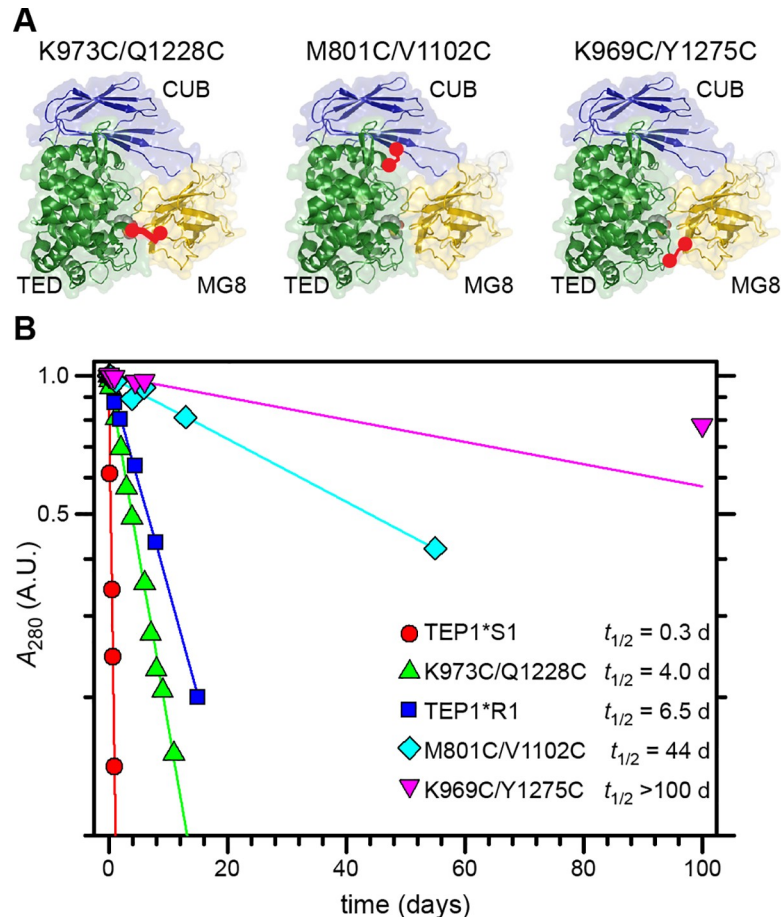 A
K973C/Q1228C M801C/V1102C K969C/Y1275C
CUB CUB CUB
TED MG8 TED MG8 TED MG8
B
1.0
0.5
A280 (A.U.)
TEP1*S1 t1/2 = 0.3 d
K973C/Q1228C t1/2 = 4.0 d
TEP1*R1 t1/2 = 6.5 d
M801C/V1102C t1/2 = 44 d
K969C/Y1275C t1/2 >100 d
0 20 40 60 80 100
time (days)